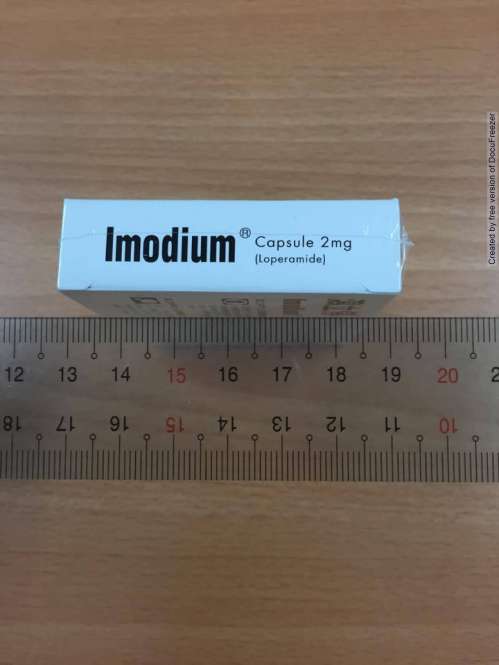 Imodium® Capsule 2mg
(Loperamide)
12 13 14 15 16 17 18 19 20 2
18 17 16 15 14 13 12 11 10
Created by free version of DocuFreezer